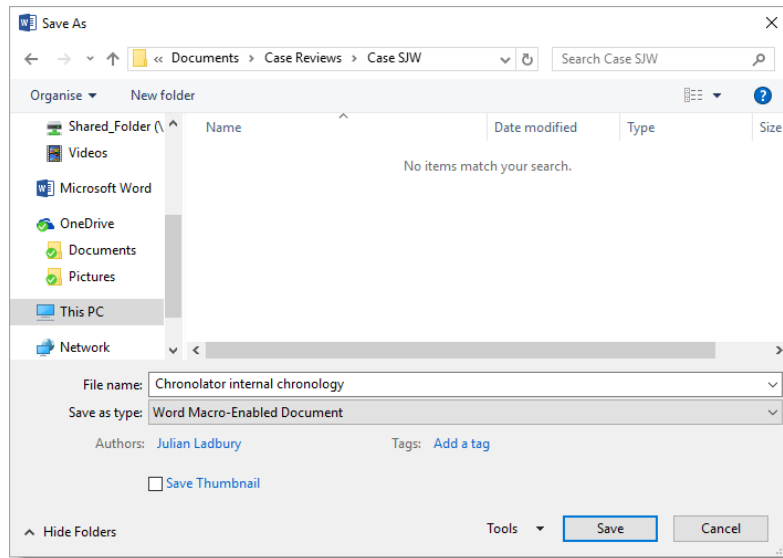 Save As
« Documents > Case Reviews > Case SJW
Search Case SJW
Organise
New folder
?
Name
Date modified
Type
Size
No items match your search.
Shared_Folder (\
Videos
Microsoft Word
OneDrive
Documents
Pictures
This PC
Network
File name: Chronolator internal chronology
Save as type: Word Macro-Enabled Document
Authors: Julian Ladbury
Tags: Add a tag
Save Thumbnail
Hide Folders
Tools
Save
Cancel